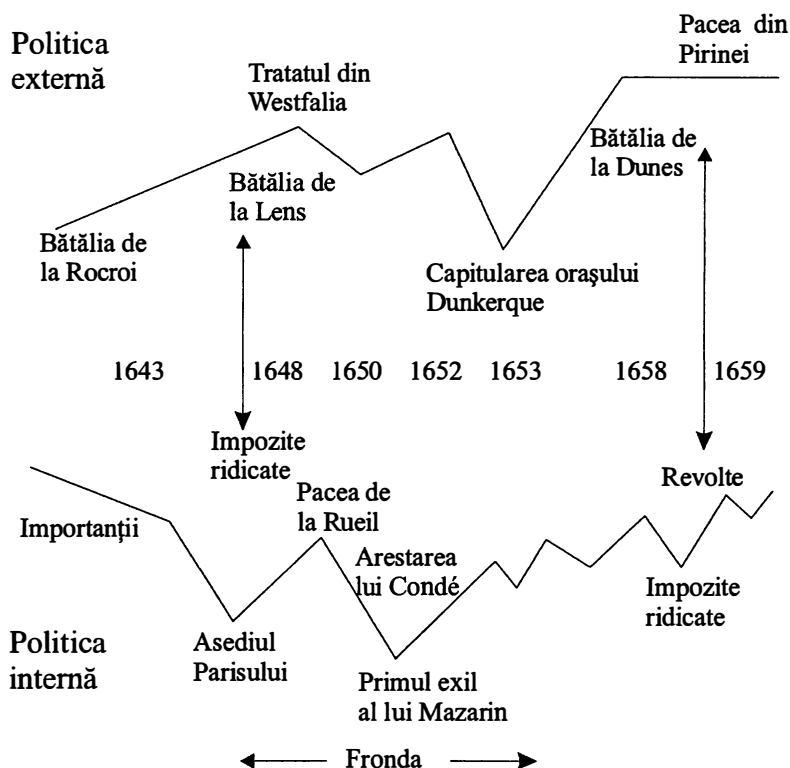 Politica
externă
Pacea din
Pirinei
Tratatul din
Westfalia
Bătălia de
la Dunes
Bătălia de
la Lens
Bătălia de
la Rocroi
Capitularea oraşului
Dunkerque
1643 1648 1650 1652 1653 1658 1659
Impozite
ridicate
Revolte
Pacea de
la Rueil
Importanţii
Arestarea
lui Condé
Impozite
ridicate
Politica
internă
Asediul
Parisului
Primul exil
al lui Mazarin
Fronda